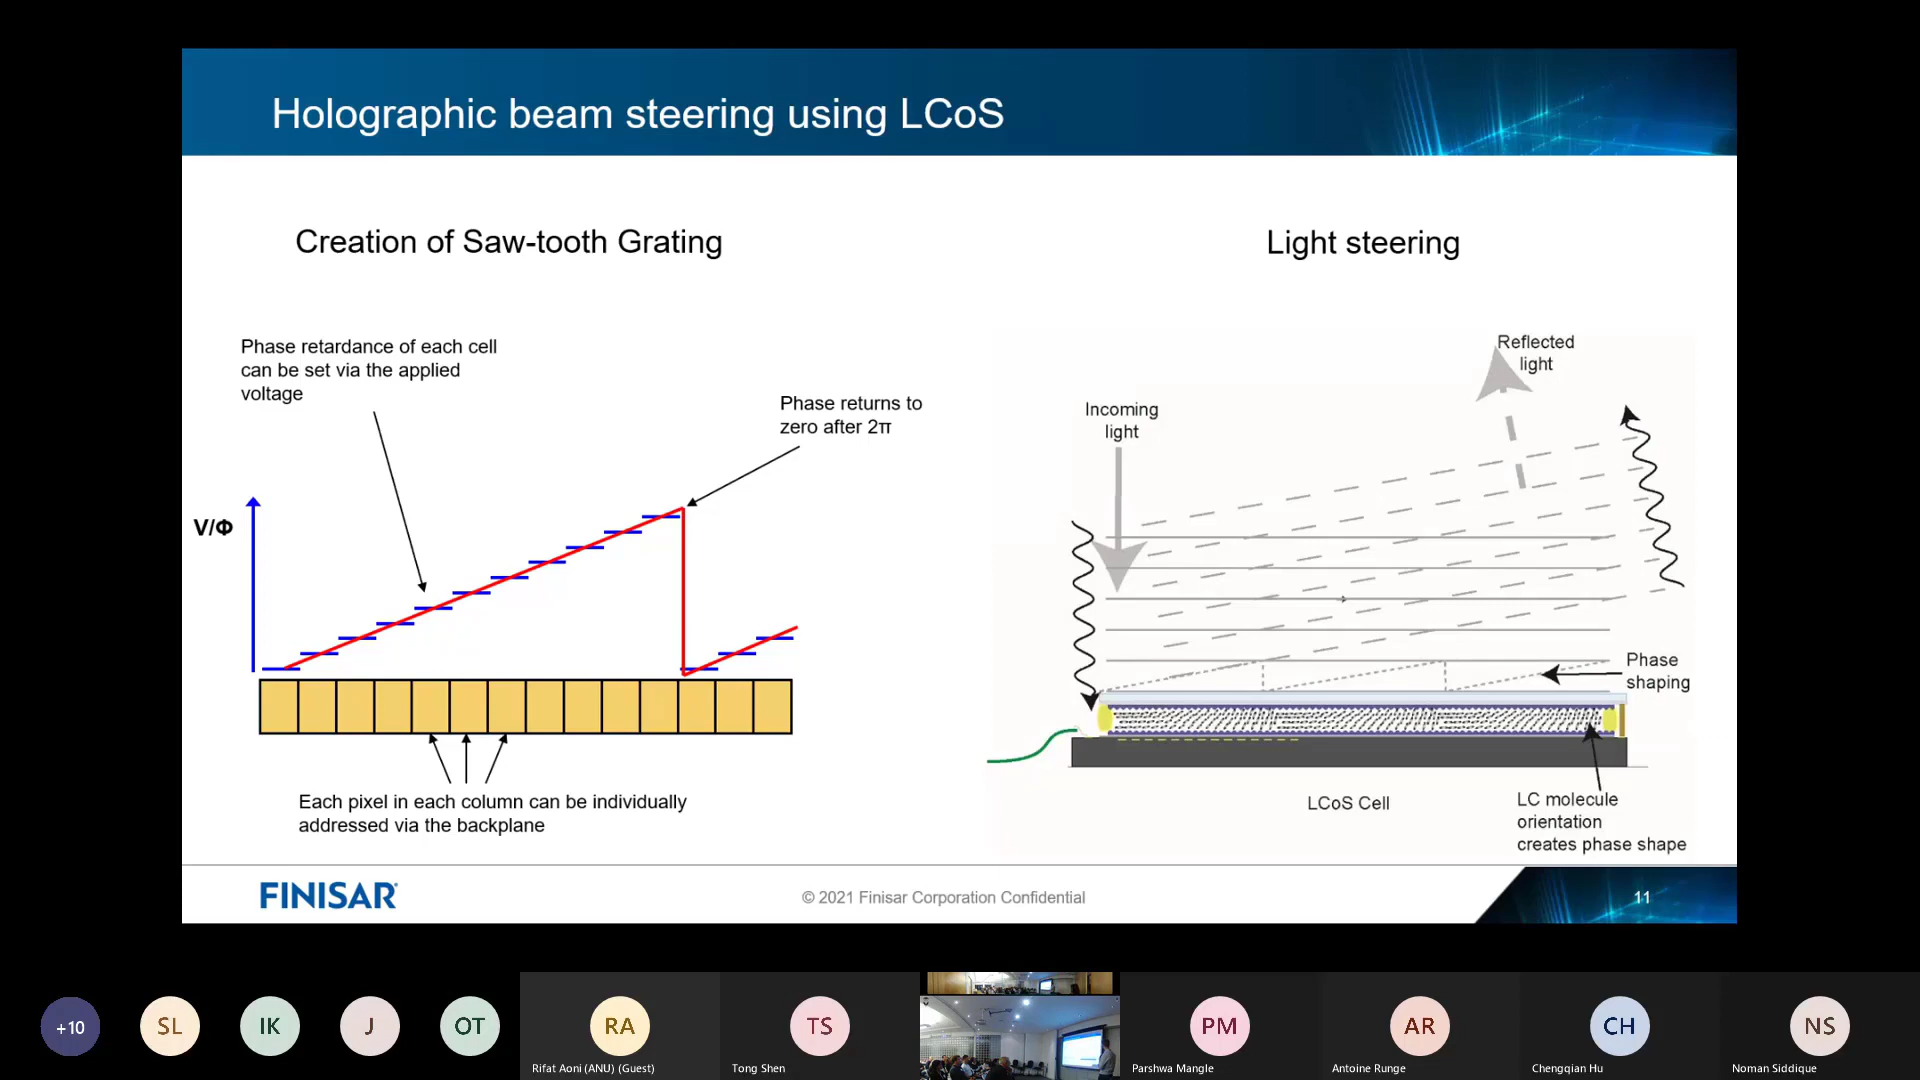 Holographic beam steering using LCoS
Creation of Saw-tooth Grating
Light steering
Phase retardance of each cell
can be set via the applied
voltage
Phase returns to
zero after 2π
V/Φ
Each pixel in each column can be individually
addressed via the backplane
Reflected
light
Incoming
light
Phase
shaping
LCoS Cell
LC molecule
orientation
creates phase shape
FINISAR
© 2021 Finisar Corporation Confidential
11
+10
SL
IK
J
OT
RA
TS
PM
AR
CH
NS
Rifat Aoni (ANU) (Guest)
Tong Shen
Parshwa Mangle
Antoine Runge
Chengqian Hu
Noman Siddique